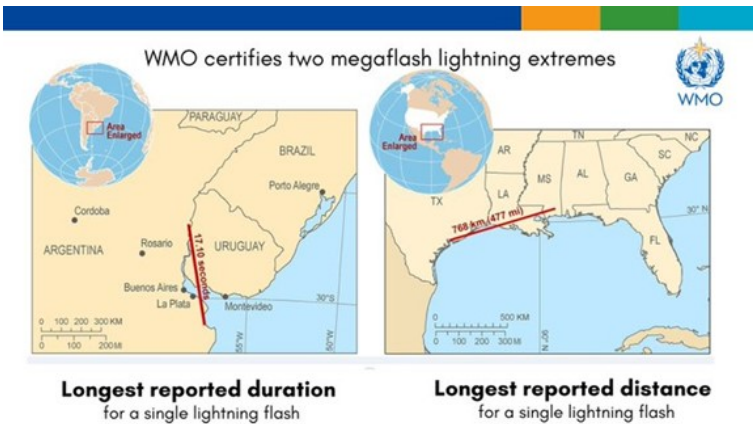 WMO certifies two megaflash lightning extremes
WMO
Area
Enlarged
PARAGUAY
BRAZIL
Porto Alegre
Cordoba
ARGENTINA
Rosario
URUGUAY
17.10 seconds
Buenos Aires
La Plata
Montevideo
30°S
0 100 200 300 KM
0 100 200 MI
55°W
50°W
Area
Enlarged
TN
NC
AR
SC
MS
AL
GA
LA
TX
768 km (477 mi)
30° N
FL
0 500 KM
0 100 200 300 MI
90°W
Longest reported duration
for a single lightning flash
Longest reported distance
for a single lightning flash